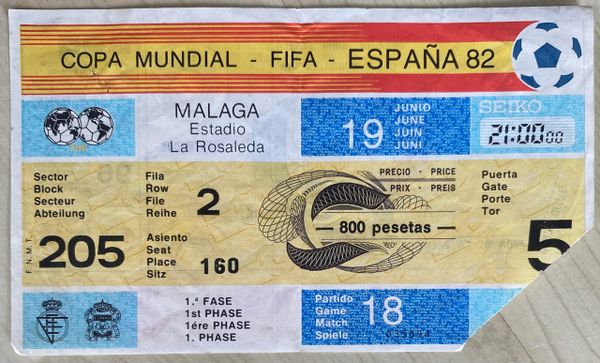 COPA MUNDIAL - FIFA - ESPAÑA 82
MALAGA
Estadio
La Rosaleda
19
JUNIO
JUNE
JUIN
JUNI
SEIKO
21:00:00
Sector
Block
Secteur
Abteilung
205
F.N.M.T.
Fila
Row
File
Reihe
2
Asiento
Seat
Place
Sitz
160
PRECIO - PRICE
PRIX - PREIS
800 pesetas
Puerta
Gate
Porte
Tor
5
1.ª FASE
1st PHASE
1ére PHASE
1. PHASE
Partido
Game
Match
Spiele
18